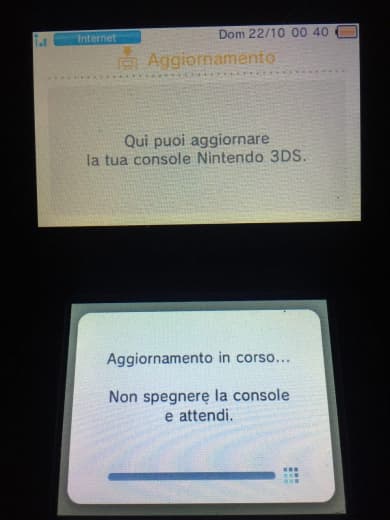 Internet
Dom 22/10 00 40
Aggiornamento
Qui puoi aggiornare
la tua console Nintendo 3DS.
Aggiornamento in corso...
Non spegnere la console
e attendi.